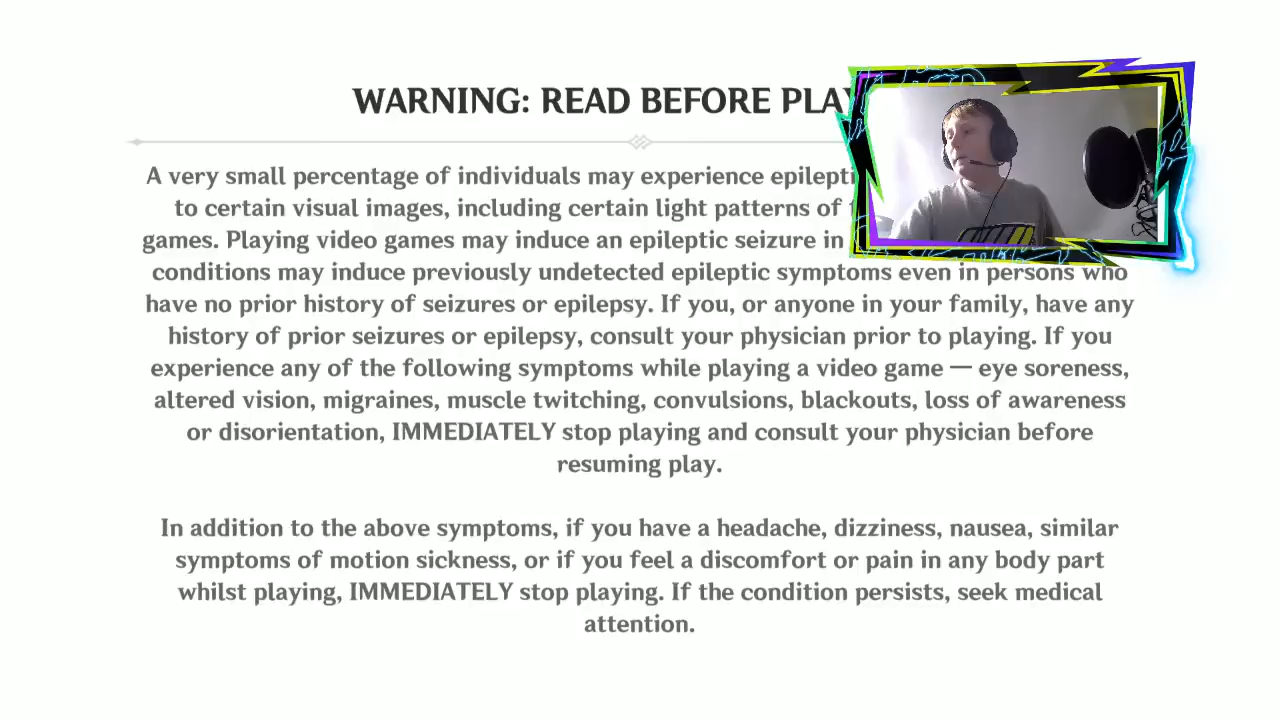 WARNING: READ BEFORE
A very small percentage of individuals may experience
to certain visual images, including certain light patterns of
games. Playing video games may induce an epileptic seizure in
conditions may induce previously undetected epileptic symptoms even in persons who
have no prior history of seizures or epilepsy. If you, or anyone in your family, have any
history of prior seizures or epilepsy, consult your physician prior to playing. If you
experience any of the following symptoms while playing a video game — eye soreness,
altered vision, migraines, muscle twitching, convulsions, blackouts, loss of awareness
or disorientation, IMMEDIATELY stop playing and consult your physician before
resuming play.
In addition to the above symptoms, if you have a headache, dizziness, nausea, similar
symptoms of motion sickness, or if you feel a discomfort or pain in any body part
whilst playing, IMMEDIATELY stop playing. If the condition persists, seek medical
attention.